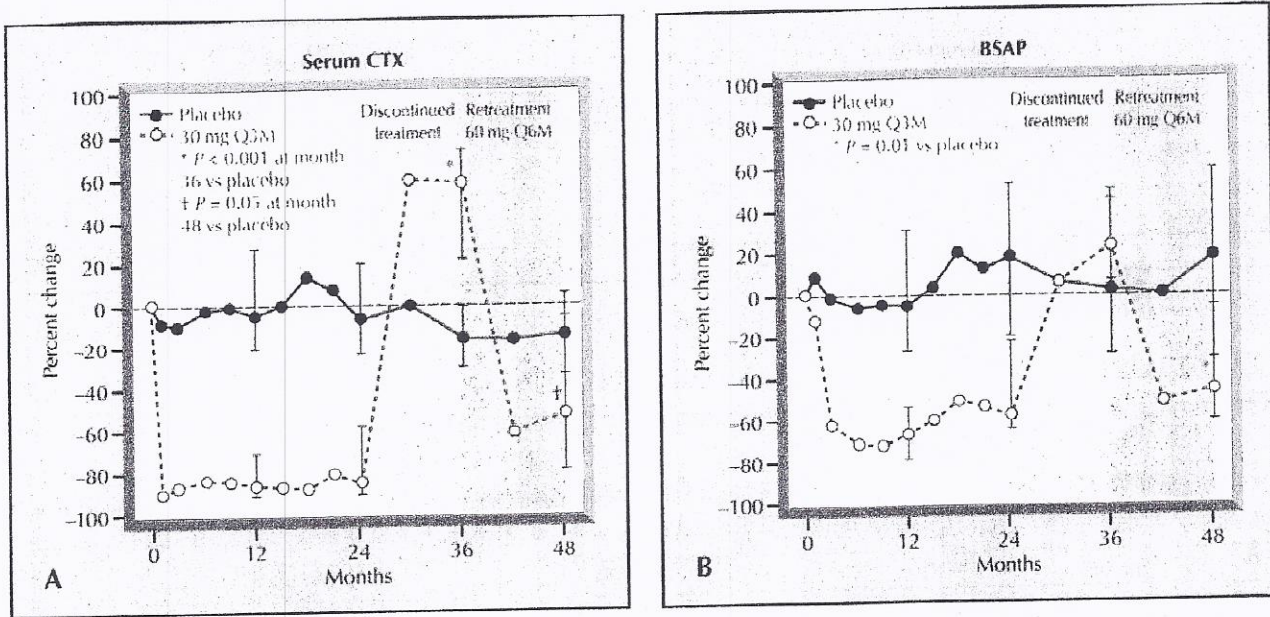 Serum CTX
Placebo
30 mg Q3M
* P < 0.001 at month
36 vs placebo
† P = 0.05 at month
48 vs placebo
Discontinued
treatment
Retreatment
60 mg Q6M
*
†
100
80
60
40
20
0
–20
–40
–60
–80
–100
Percent change
0 12 24 36 48
Months
A
BSAP
Placebo
30 mg Q3M
* P = 0.01 vs placebo
Discontinued
treatment
Retreatment
60 mg Q6M
*
100
80
60
40
20
0
–20
–40
–60
–80
–100
Percent change
0 12 24 36 48
Months
B